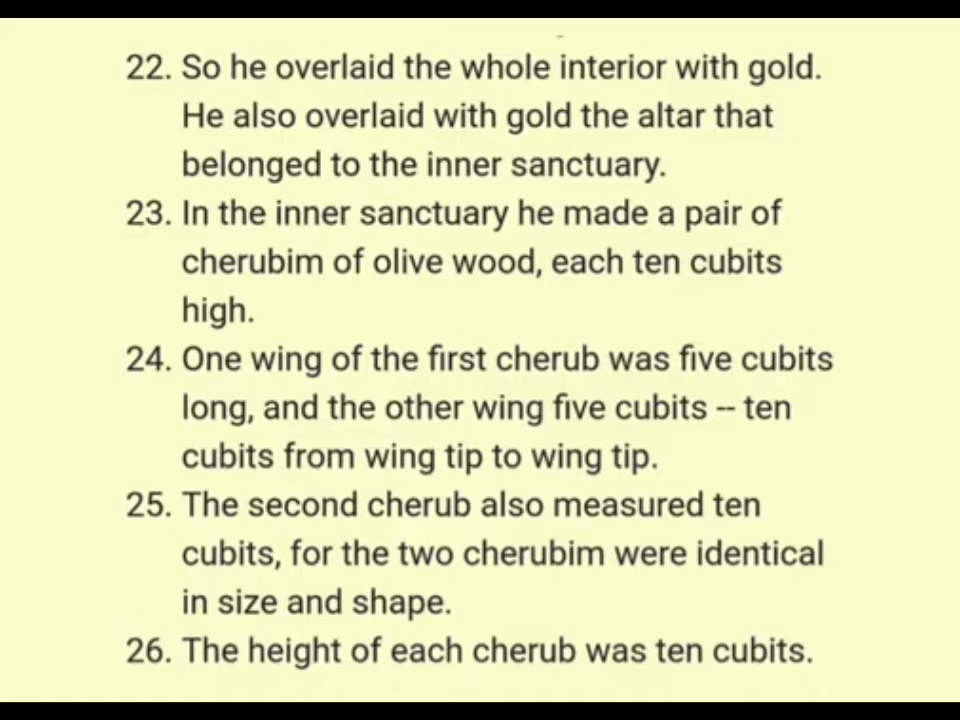 22. So he overlaid the whole interior with gold.
He also overlaid with gold the altar that
belonged to the inner sanctuary.
23. In the inner sanctuary he made a pair of
cherubim of olive wood, each ten cubits
high.
24. One wing of the first cherub was five cubits
long, and the other wing five cubits -- ten
cubits from wing tip to wing tip.
25. The second cherub also measured ten
cubits, for the two cherubim were identical
in size and shape.
26. The height of each cherub was ten cubits.